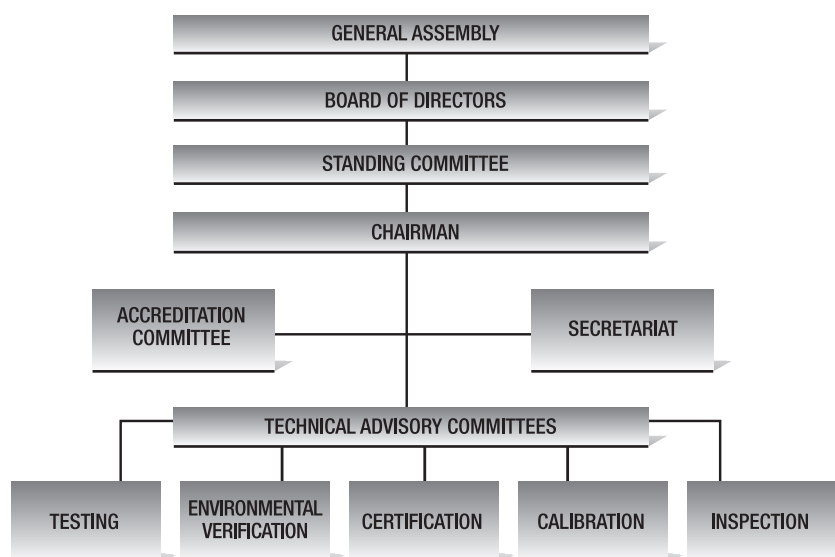 GENERAL ASSEMBLY
BOARD OF DIRECTORS
STANDING COMMITTEE
CHAIRMAN
ACCREDITATION
COMMITTEE
SECRETARIAT
TECHNICAL ADVISORY COMMITTEES
TESTING
ENVIRONMENTAL
VERIFICATION
CERTIFICATION
CALIBRATION
INSPECTION